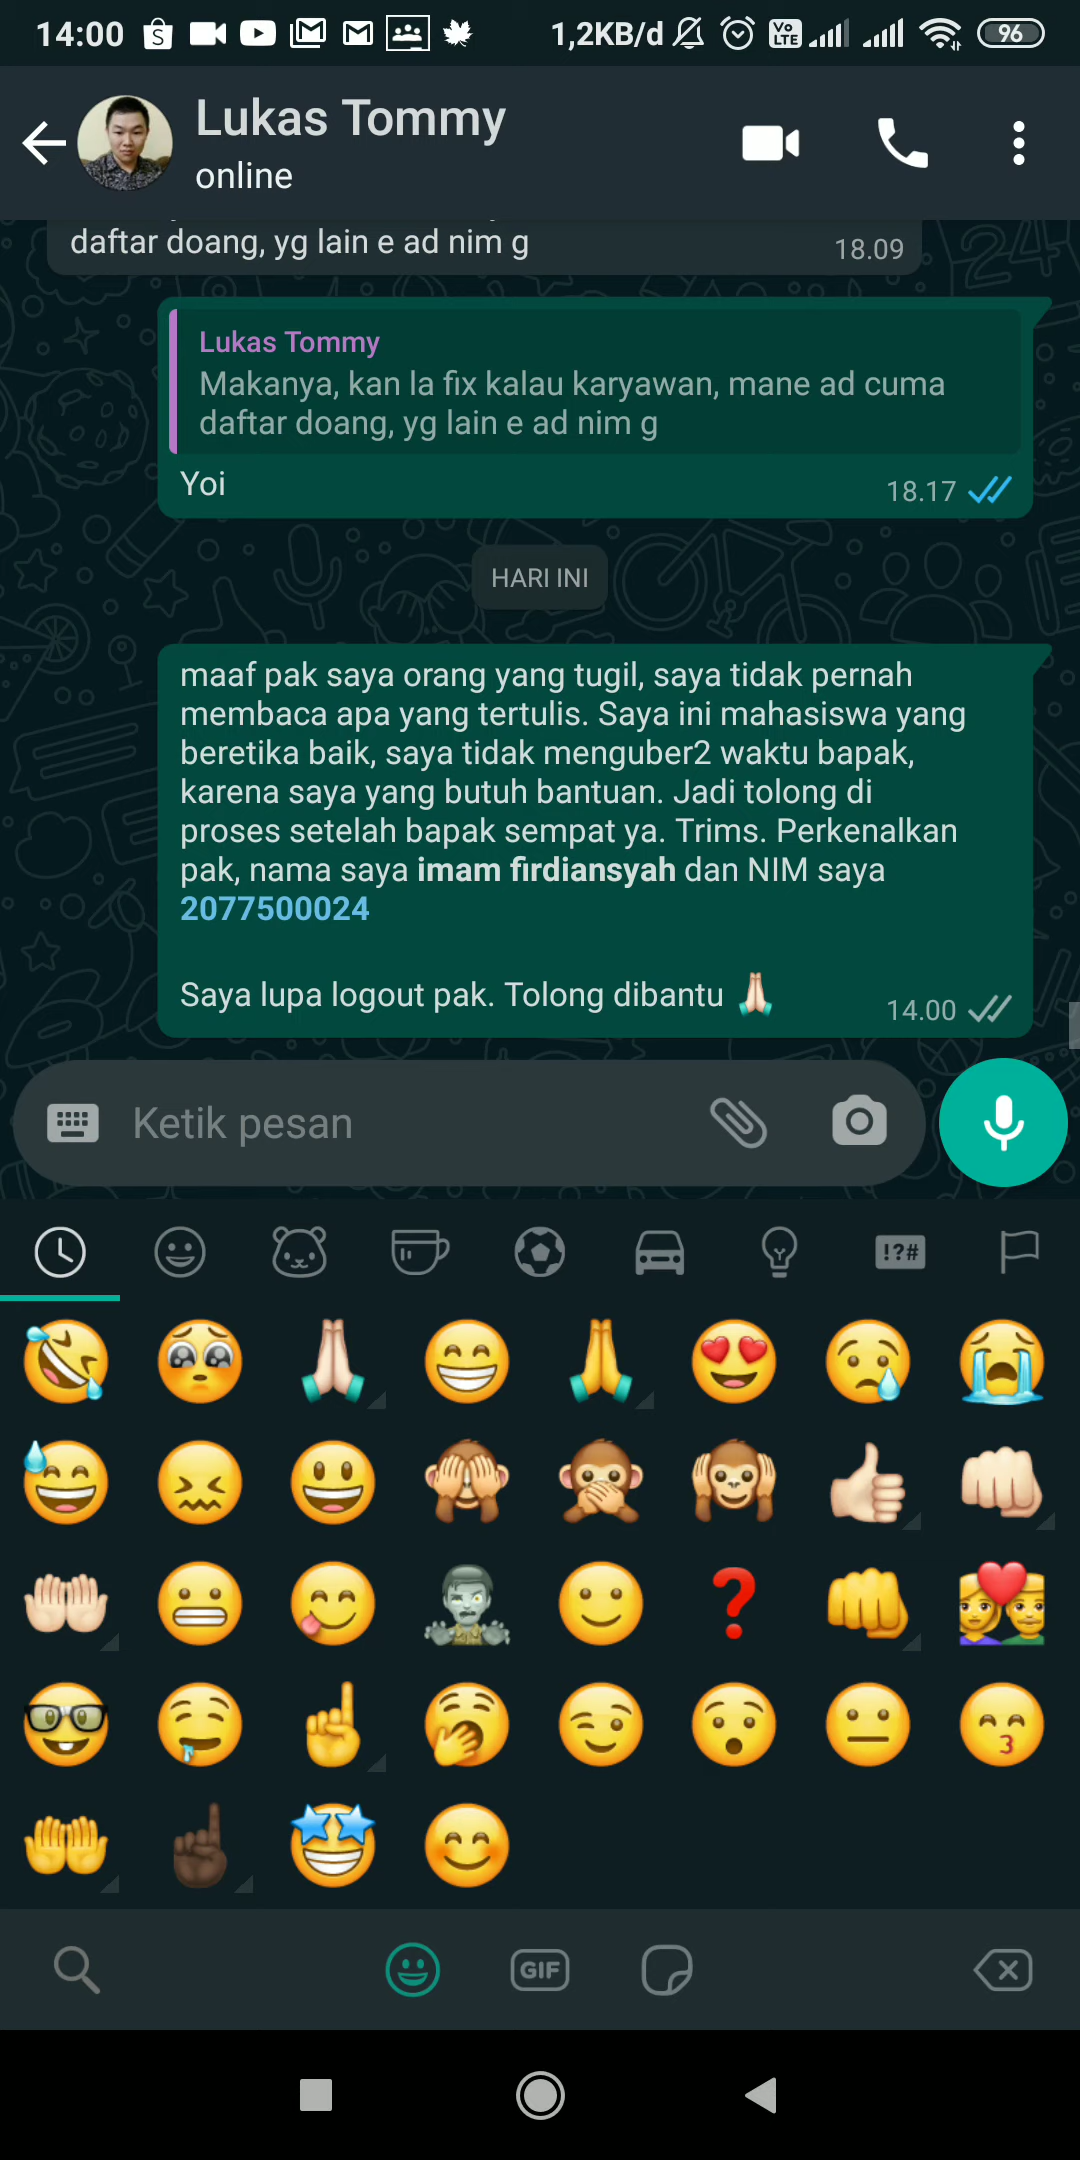 14:00
1,2KB/d
Vo
LTE
96
Lukas Tommy
online
daftar doang, yg lain e ad nim g
18.09
Lukas Tommy
Makanya, kan la fix kalau karyawan, mane ad cuma
daftar doang, yg lain e ad nim g
Yoi
18.17
HARI INI
maaf pak saya orang yang tugil, saya tidak pernah
membaca apa yang tertulis. Saya ini mahasiswa yang
beretika baik, saya tidak menguber2 waktu bapak,
karena saya yang butuh bantuan. Jadi tolong di
proses setelah bapak sempat ya. Trims. Perkenalkan
pak, nama saya imam firdiansyah dan NIM saya
2077500024
Saya lupa logout pak. Tolong dibantu 🙏🏻
14.00
Ketik pesan
!?#
GIF